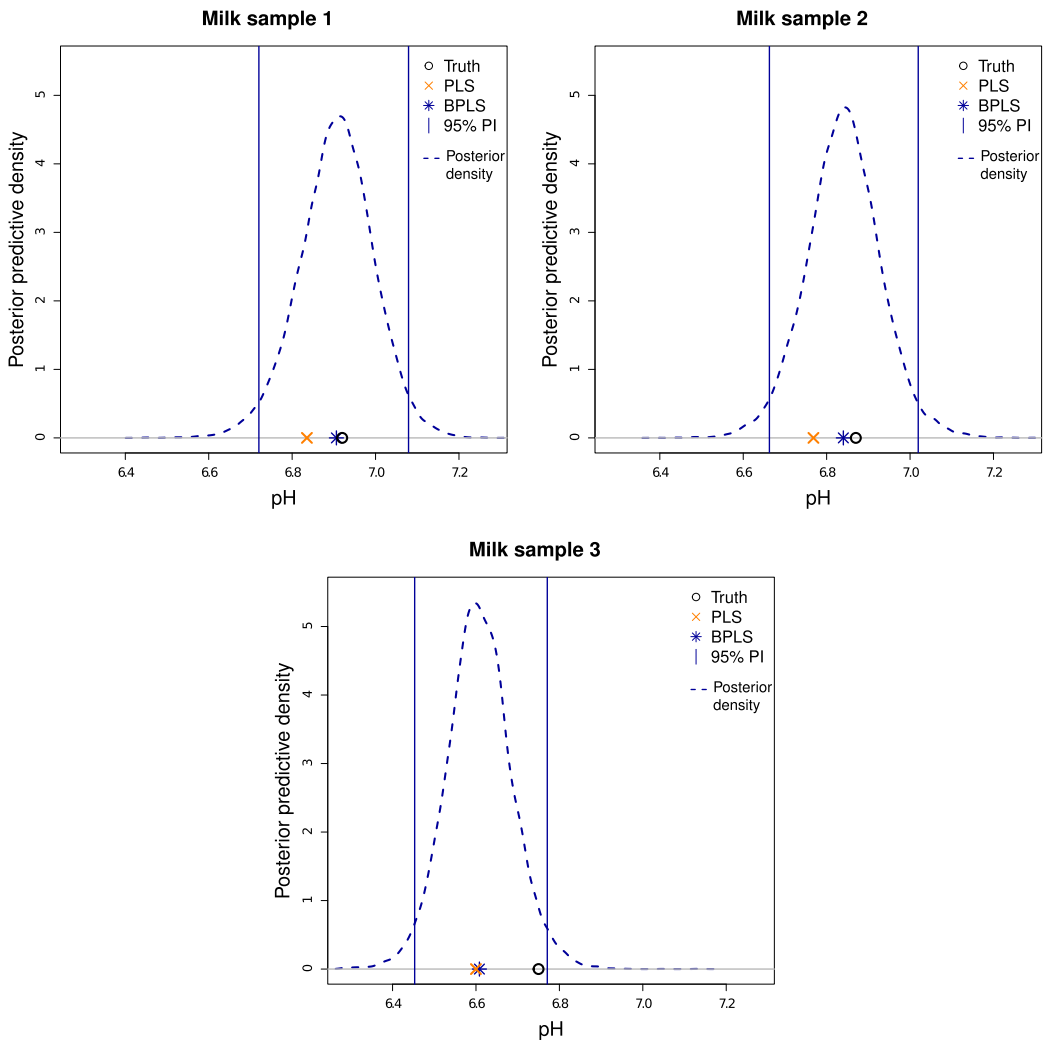 Milk sample 1
Truth
PLS
BPLS
95% PI
Posterior
density
Posterior predictive density
0
1
2
3
4
5
6.4 6.6 6.8 7.0 7.2
pH
Milk sample 2
Truth
PLS
BPLS
95% PI
Posterior
density
Posterior predictive density
0
1
2
3
4
5
6.4 6.6 6.8 7.0 7.2
pH
Milk sample 3
Truth
PLS
BPLS
95% PI
Posterior
density
Posterior predictive density
0
1
2
3
4
5
6.4 6.6 6.8 7.0 7.2
pH